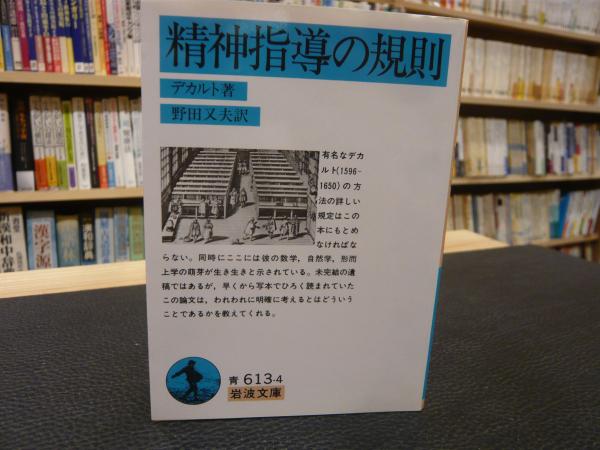 精神指導の規則
デカルト著
野田又夫訳
有名なデカ
ルト(1596-
1650)の方
法の詳しい
規定はこの
本にもとめ
なければな
らない。同時にここには彼の数学，自然学，形而
上学の萌芽が生き生きと示されている。未完結の遺
稿ではあるが，早くから写本でひろく読まれていた
この論文は，われわれに明確に考えるとはどういう
ことであるかを教えてくれる。
青 613-4
岩波文庫
漢字源